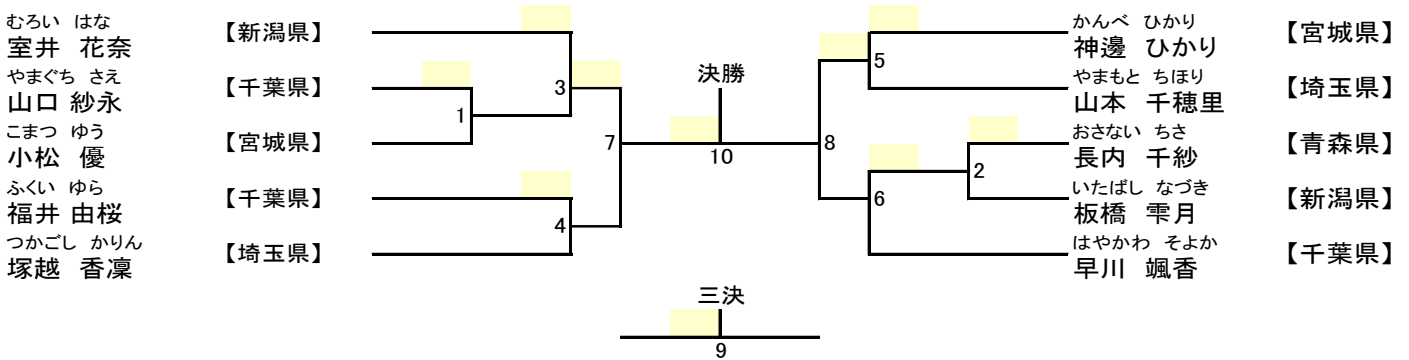 むろい はな
室井 花奈 【新潟県】
やまぐち さえ
山口 紗永 【千葉県】
こまつ ゆう
小松 優 【宮城県】
ふくい ゆら
福井 由桜 【千葉県】
つかごし かりん
塚越 香凜 【埼玉県】
1
3
4
7
決勝
10
三決
9
8
5
6
2
かんべ ひかり
神邊 ひかり 【宮城県】
やまもと ちほり
山本 千穂里 【埼玉県】
おさない ちさ
長内 千紗 【青森県】
いたばし なづき
板橋 雫月 【新潟県】
はやかわ そよか
早川 颯香 【千葉県】